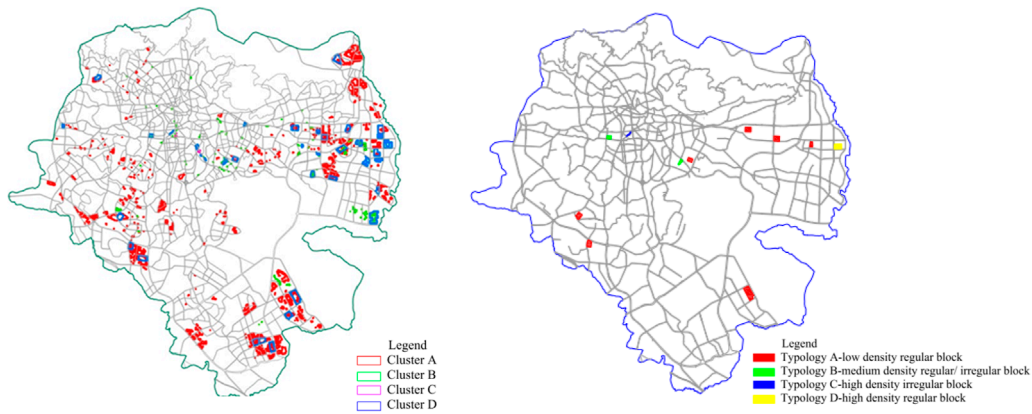 Legend
Cluster A
Cluster B
Cluster C
Cluster D
Legend
Typology A-low density regular block
Typology B-medium density regular/ irregular block
Typology C-high density irregular block
Typology D-high density regular block